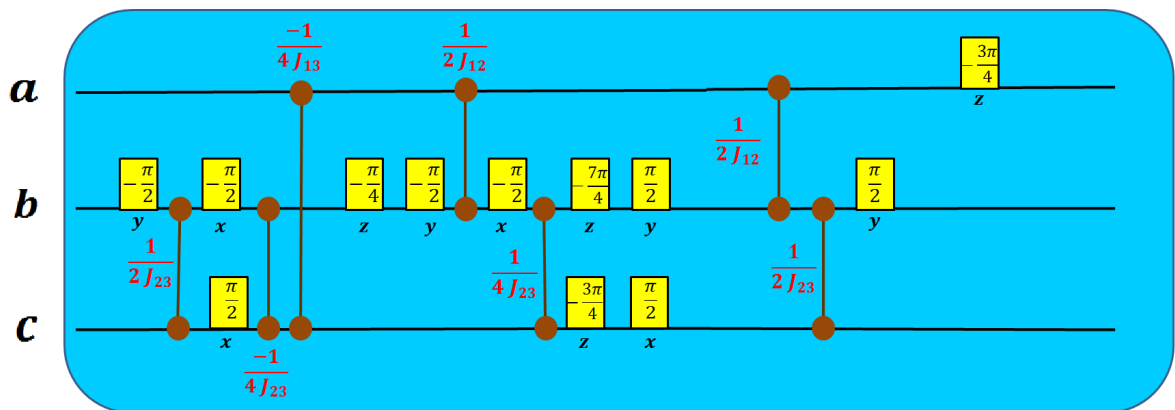 -1/4 J₁₃ 1/2 J₁₂
a -3π/4 z
1/2 J₁₂
b -π/2 y -π/2 x -π/4 z -π/2 y -π/2 x -7π/4 z π/2 y π/2 y
1/2 J₂₃ 1/4 J₂₃ 1/2 J₂₃
c π/2 x -3π/4 z π/2 x
-1/4 J₂₃